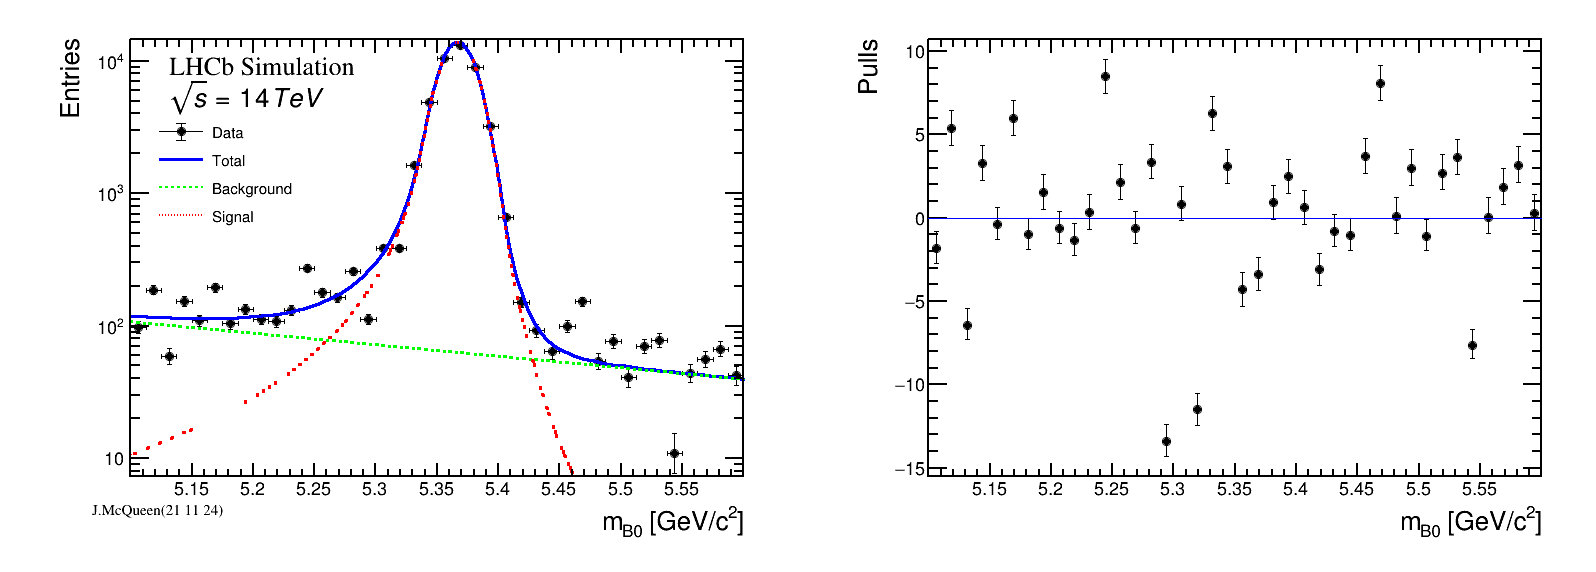 Entries
10⁴
10³
10²
10
LHCb Simulation
√s = 14 TeV
Data
Total
Background
Signal
5.15 5.2 5.25 5.3 5.35 5.4 5.45 5.5 5.55
m_B0 [GeV/c²]
J.McQueen(21 11 24)
Pulls
10
5
0
−5
−10
−15
5.15 5.2 5.25 5.3 5.35 5.4 5.45 5.5 5.55
m_B0 [GeV/c²]